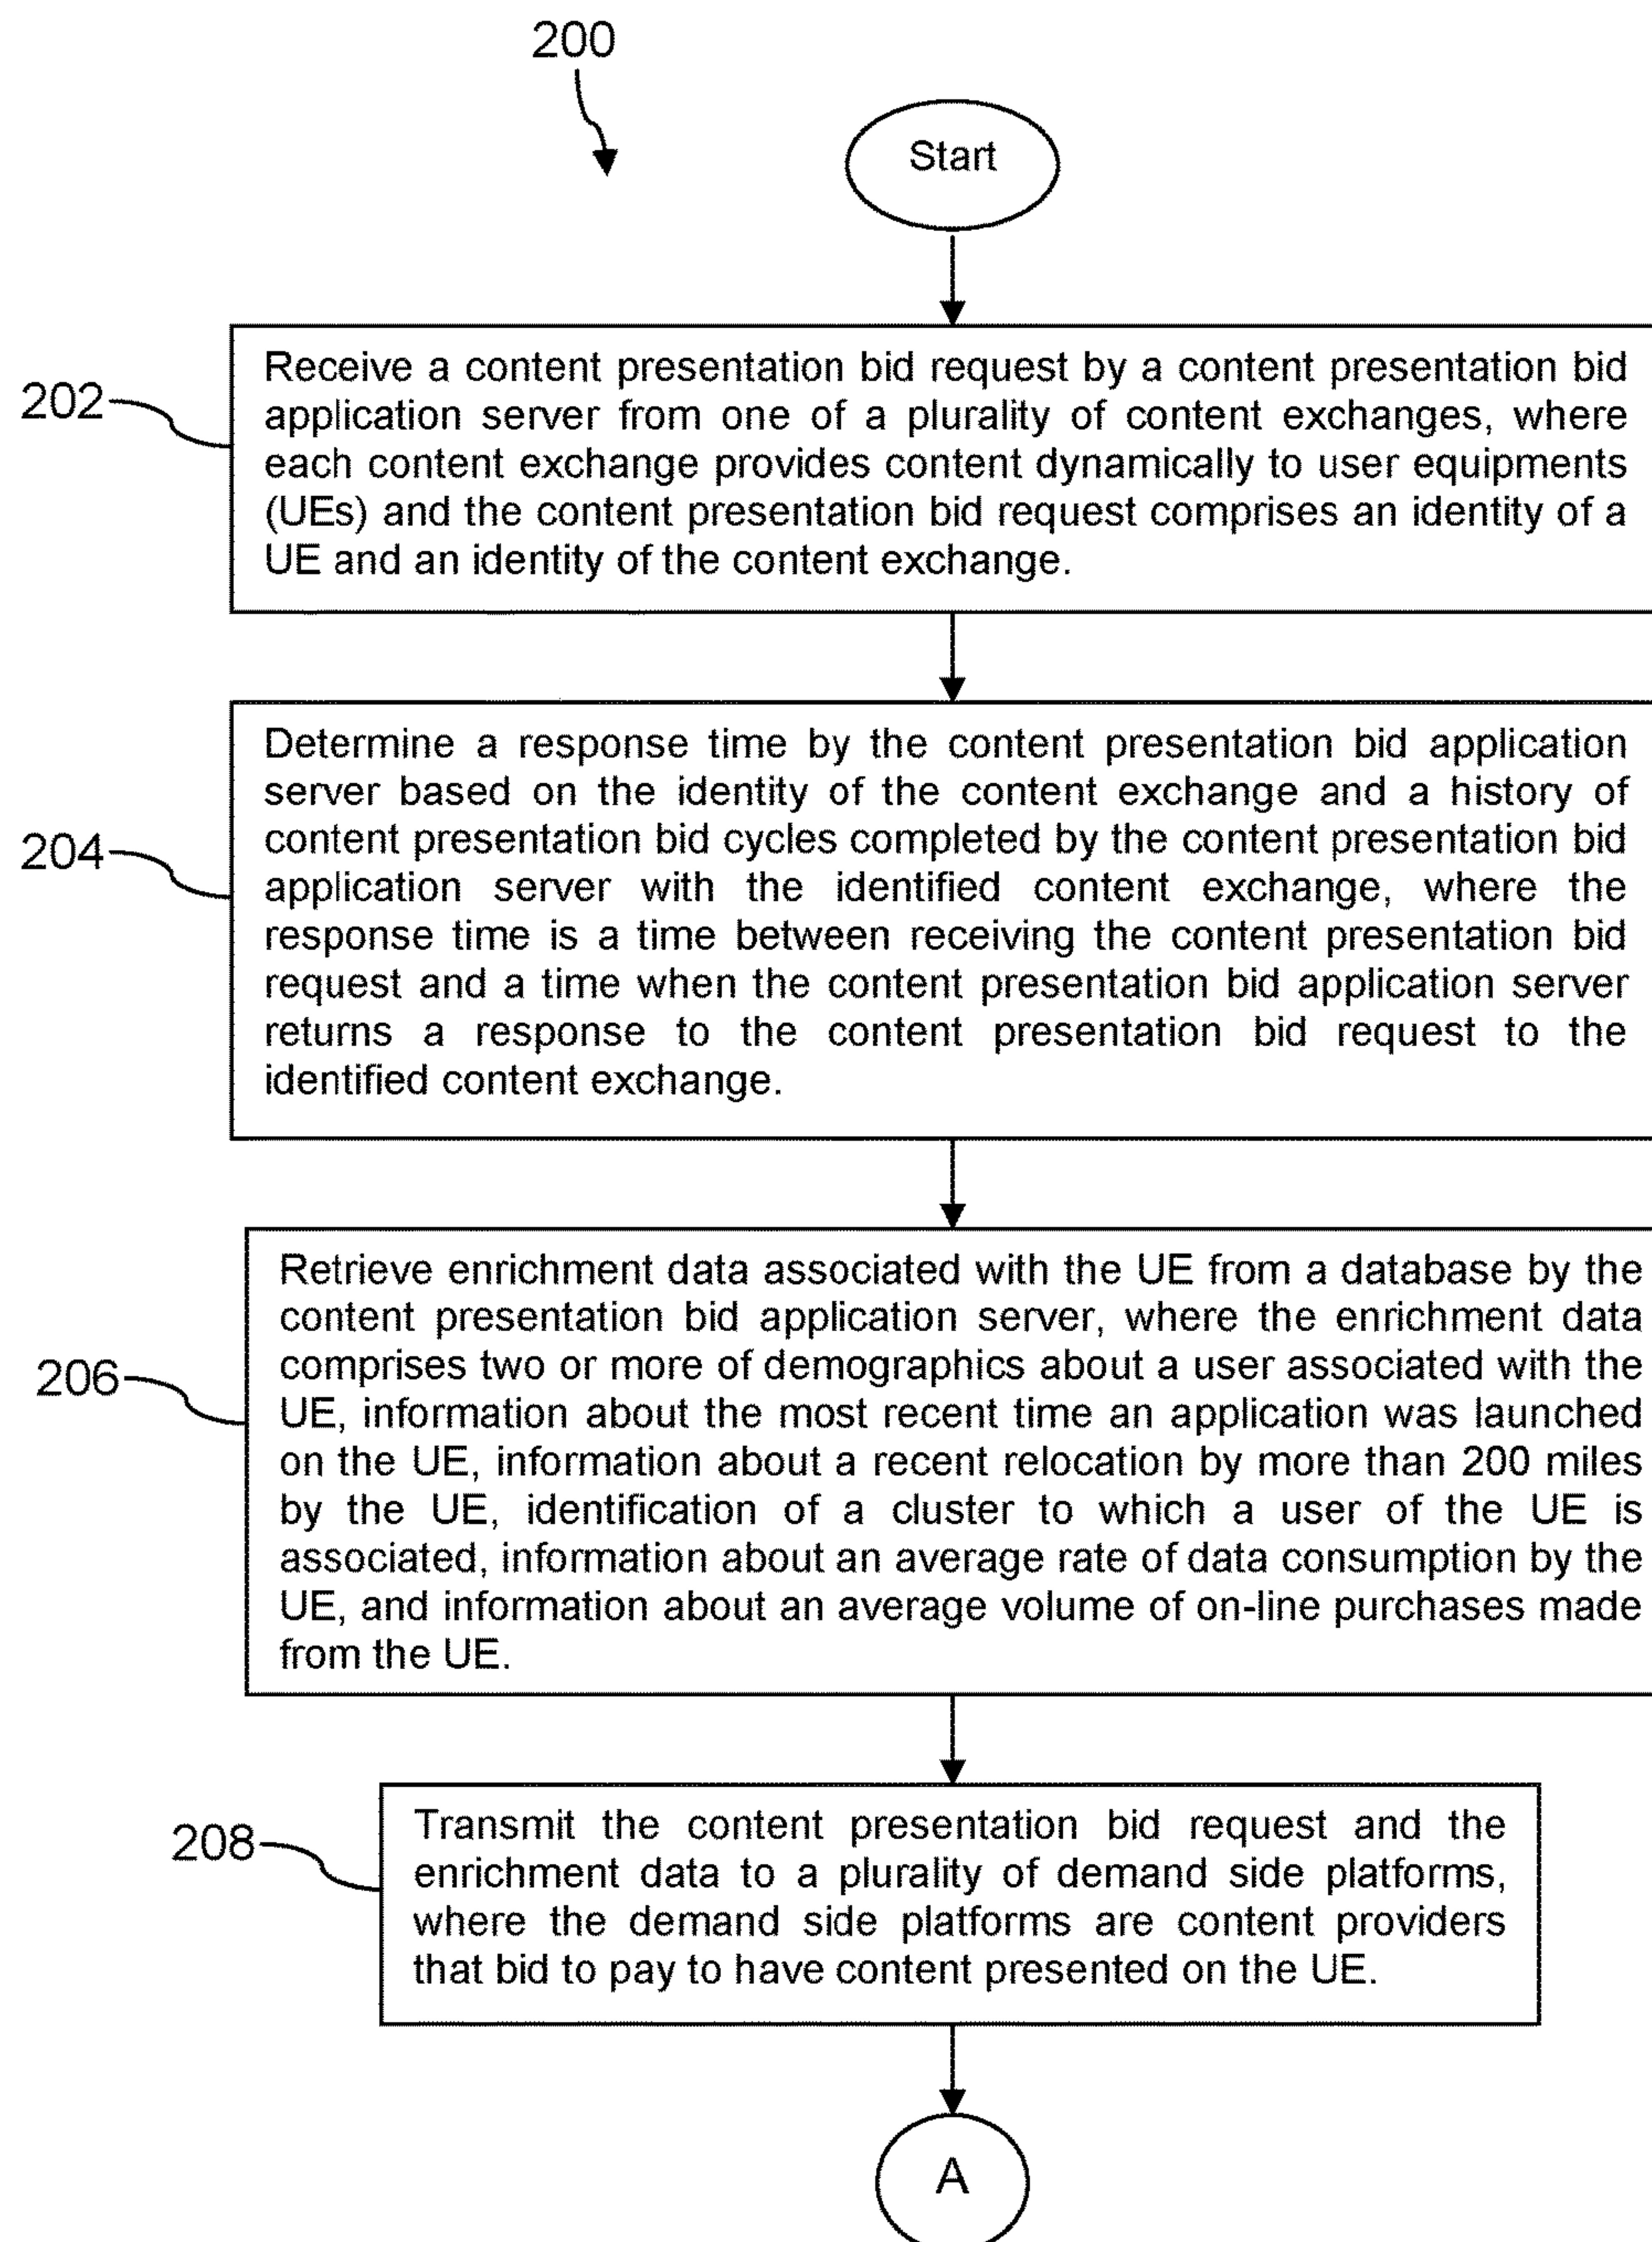 200
Start
202
Receive a content presentation bid request by a content presentation bid
application server from one of a plurality of content exchanges, where
each content exchange provides content dynamically to user equipments
(UEs) and the content presentation bid request comprises an identity of a
UE and an identity of the content exchange.
204
Determine a response time by the content presentation bid application
server based on the identity of the content exchange and a history of
content presentation bid cycles completed by the content presentation bid
application server with the identified content exchange, where the
response time is a time between receiving the content presentation bid
request and a time when the content presentation bid application server
returns a response to the content presentation bid request to the
identified content exchange.
206
Retrieve enrichment data associated with the UE from a database by the
content presentation bid application server, where the enrichment data
comprises two or more of demographics about a user associated with the
UE, information about the most recent time an application was launched
on the UE, information about a recent relocation by more than 200 miles
by the UE, identification of a cluster to which a user of the UE is
associated, information about an average rate of data consumption by the
UE, and information about an average volume of on-line purchases made
from the UE.
208
Transmit the content presentation bid request and the
enrichment data to a plurality of demand side platforms,
where the demand side platforms are content providers
that bid to pay to have content presented on the UE.
A